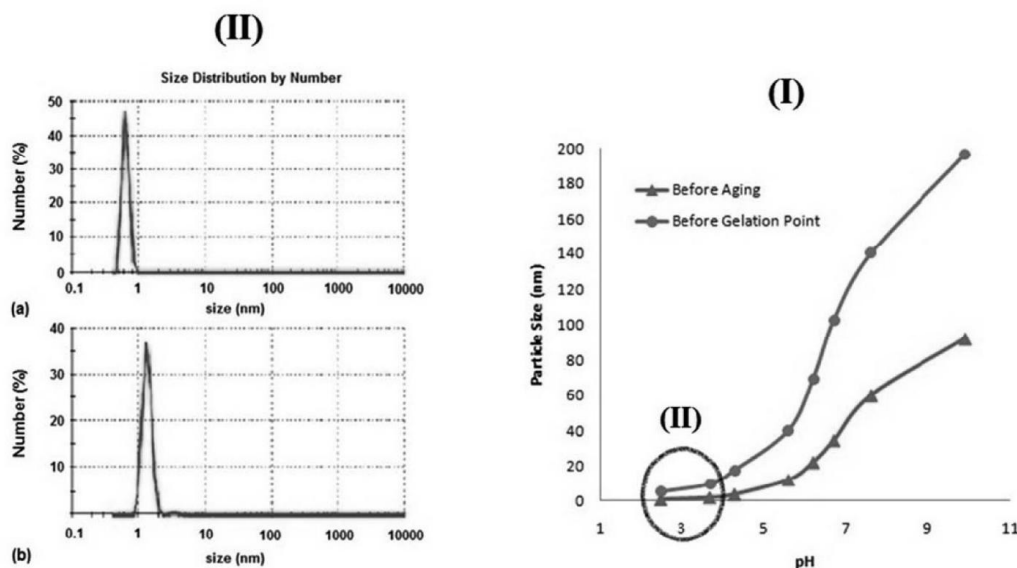 (II)
Size Distribution by Number
50
40
30
20
10
0
Number (%)
0.1 1 10 100 1000 10000
(a)
size (nm)
40
30
20
10
Number (%)
0.1 1 10 100 1000 10000
(b)
size (nm)
(I)
200
180
160
140
120
100
80
60
40
20
0
Particle Size (nm)
Before Aging
Before Gelation Point
(II)
1 3 5 7 9 11
pH